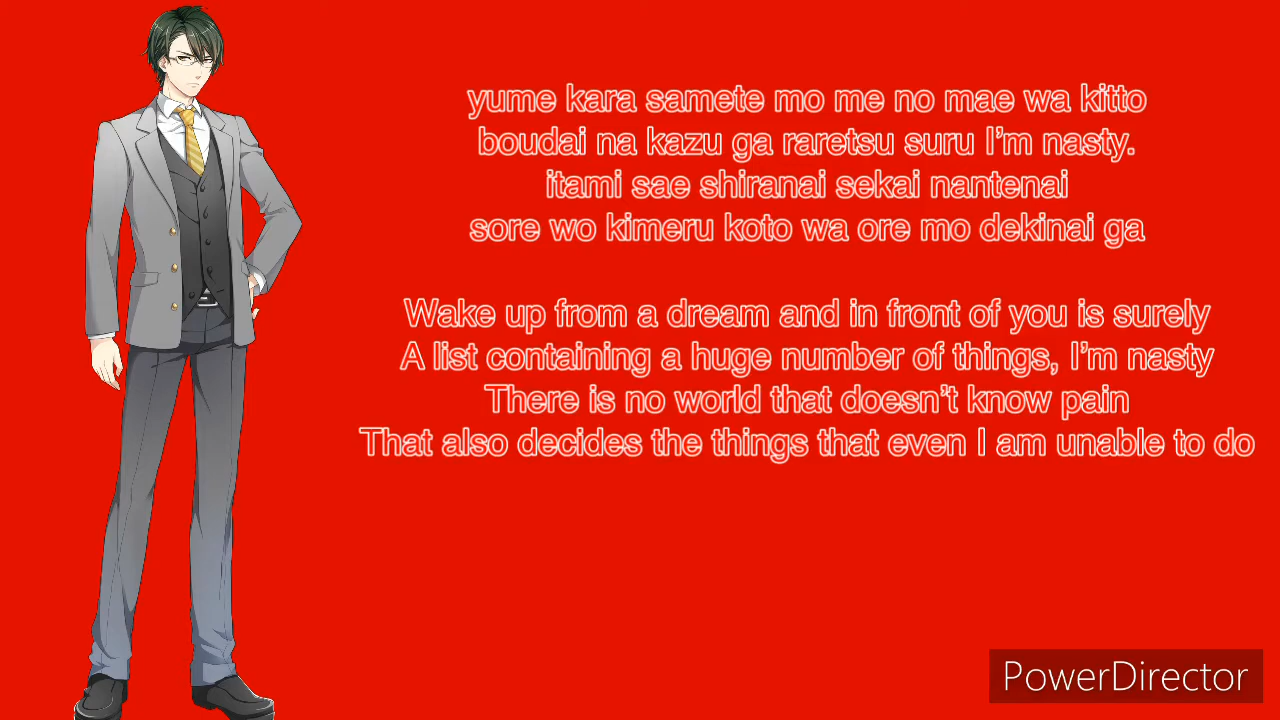 yume kara samete mo me no mae wa kitto
boudai na kazu ga raretsu suru I’m nasty.
itami sae shiranai sekai nantenai
sore wo kimeru koto wa ore mo dekinai ga
Wake up from a dream and in front of you is surely
A list containing a huge number of things, I’m nasty
There is no world that doesn’t know pain
That also decides the things that even I am unable to do
PowerDirector